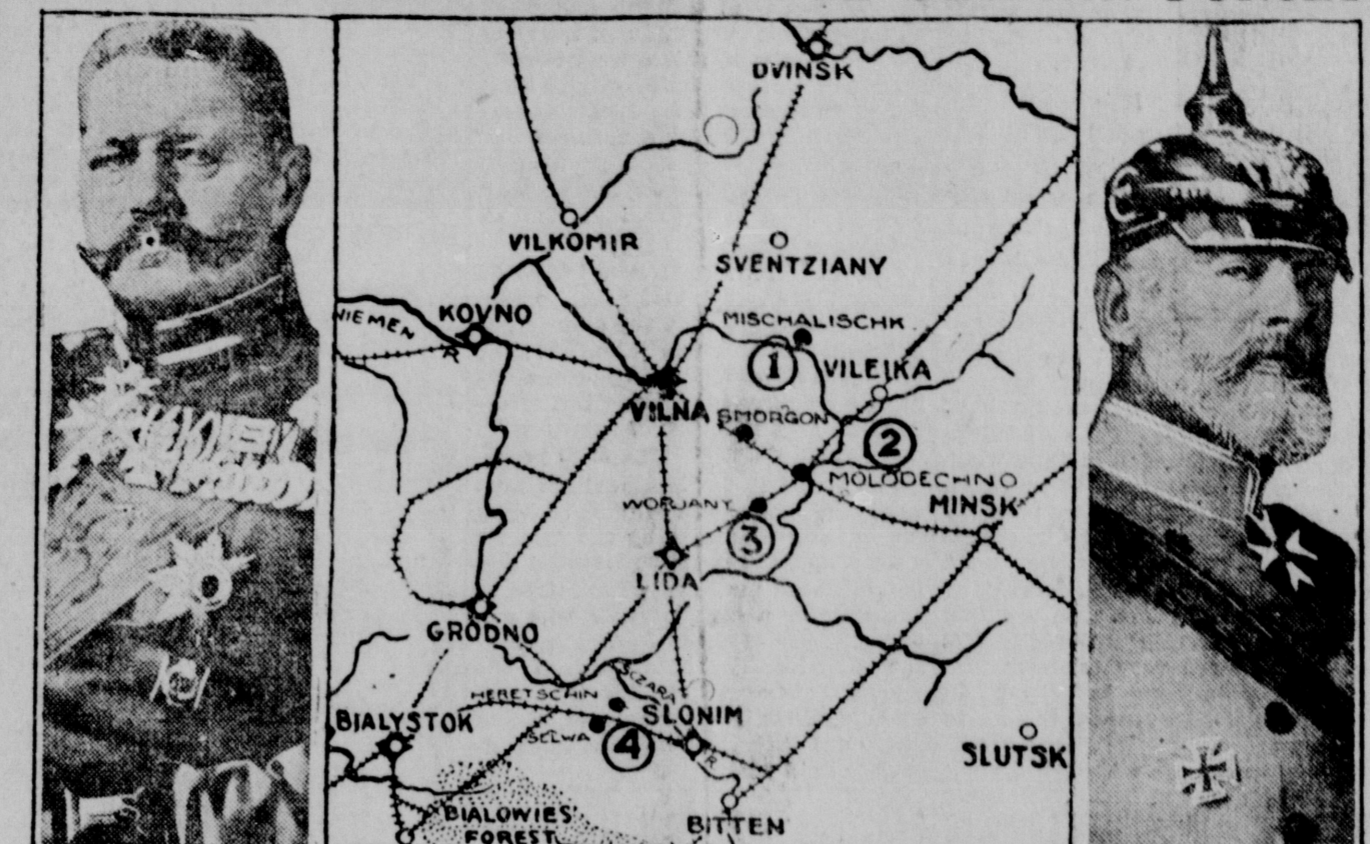 DVINSK
VILKOMIR
SVENTZIANY
NIEMEN
R
KOVNO
MISCHALISCHK
1
VILEIKA
VILNA
SMORGON
2
MOLODECHNO
MINSK
WORJANY
3
LIDA
GRODNO
HERETSCHIN
SCZARA
R.
SLONIM
BIALYSTOK
SELWA
4
SLUTSK
BIALOWIES
FOREST
BITTEN